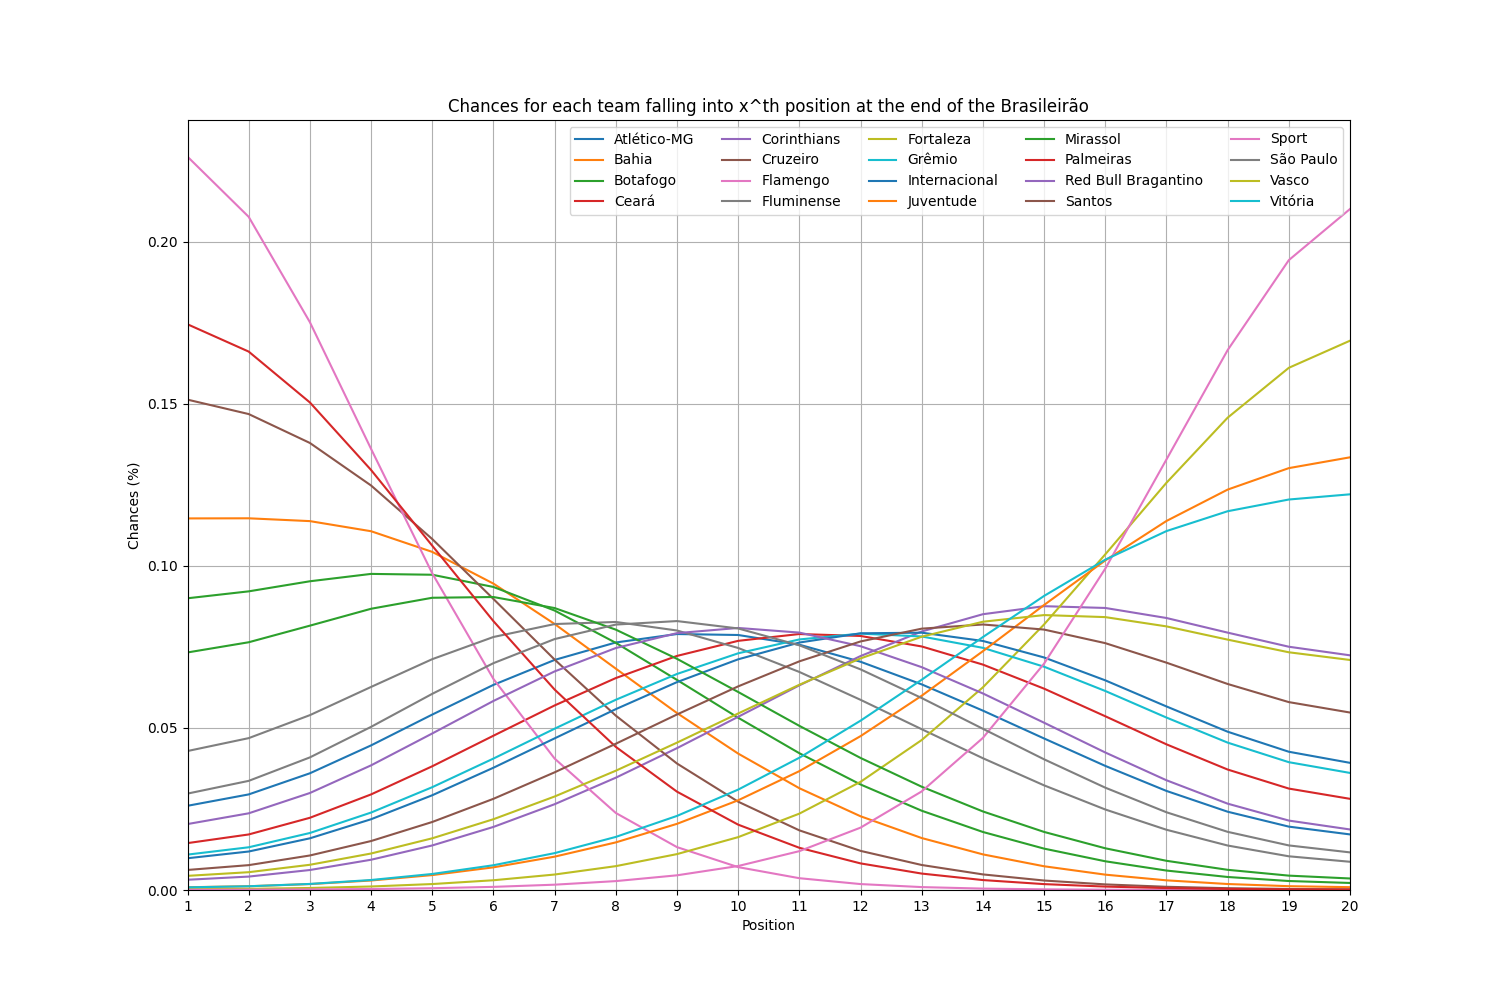 Chances for each team falling into x^th position at the end of the Brasileirão
Atlético-MG
Bahia
Botafogo
Ceará
Corinthians
Cruzeiro
Flamengo
Fluminense
Fortaleza
Grêmio
Internacional
Juventude
Mirassol
Palmeiras
Red Bull Bragantino
Santos
Sport
São Paulo
Vasco
Vitória
Chances (%)
0.20
0.15
0.10
0.05
0.00
1 2 3 4 5 6 7 8 9 10 11 12 13 14 15 16 17 18 19 20
Position